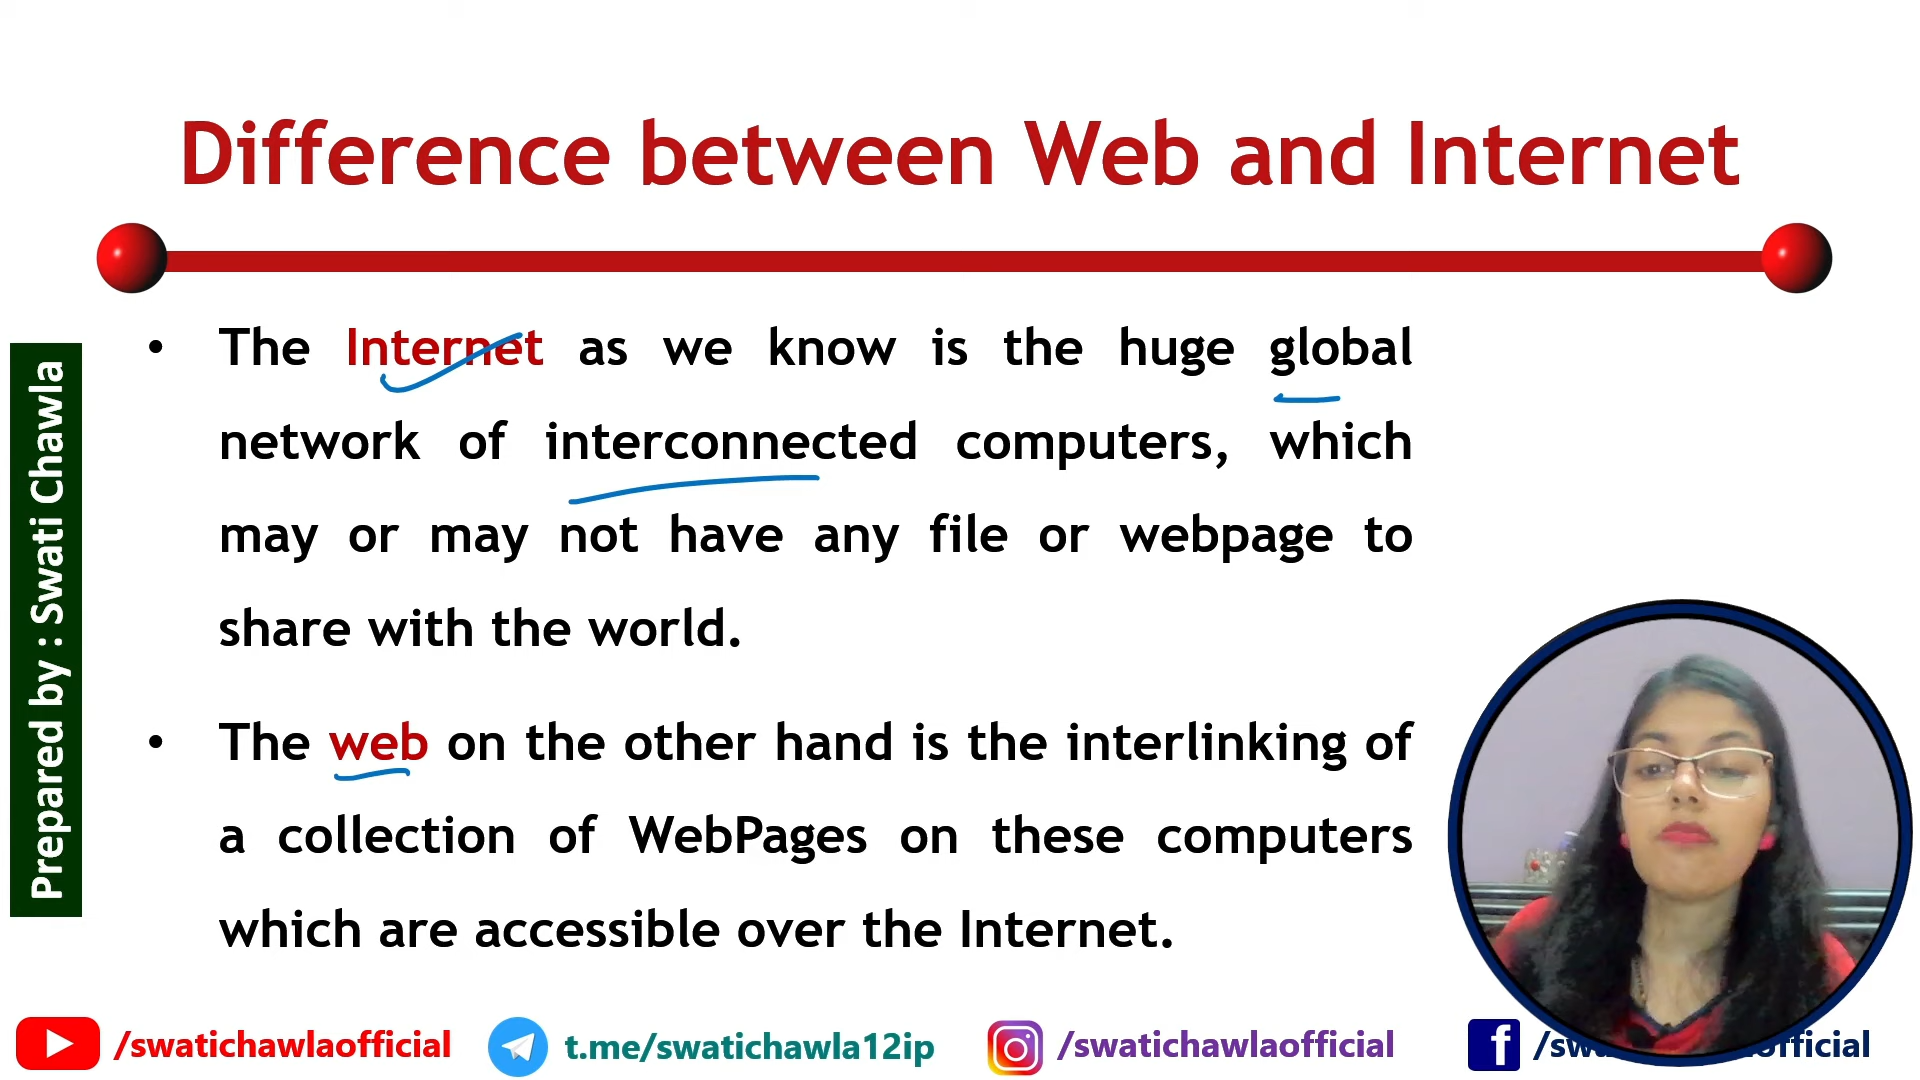 Difference between Web and Internet
Prepared by : Swati Chawla
• The Internet as we know is the huge global
network of interconnected computers, which
may or may not have any file or webpage to
share with the world.
• The web on the other hand is the interlinking of
a collection of WebPages on these computers
which are accessible over the Internet.
/swatichawlaofficial
t.me/swatichawla12ip
/swatichawlaofficial